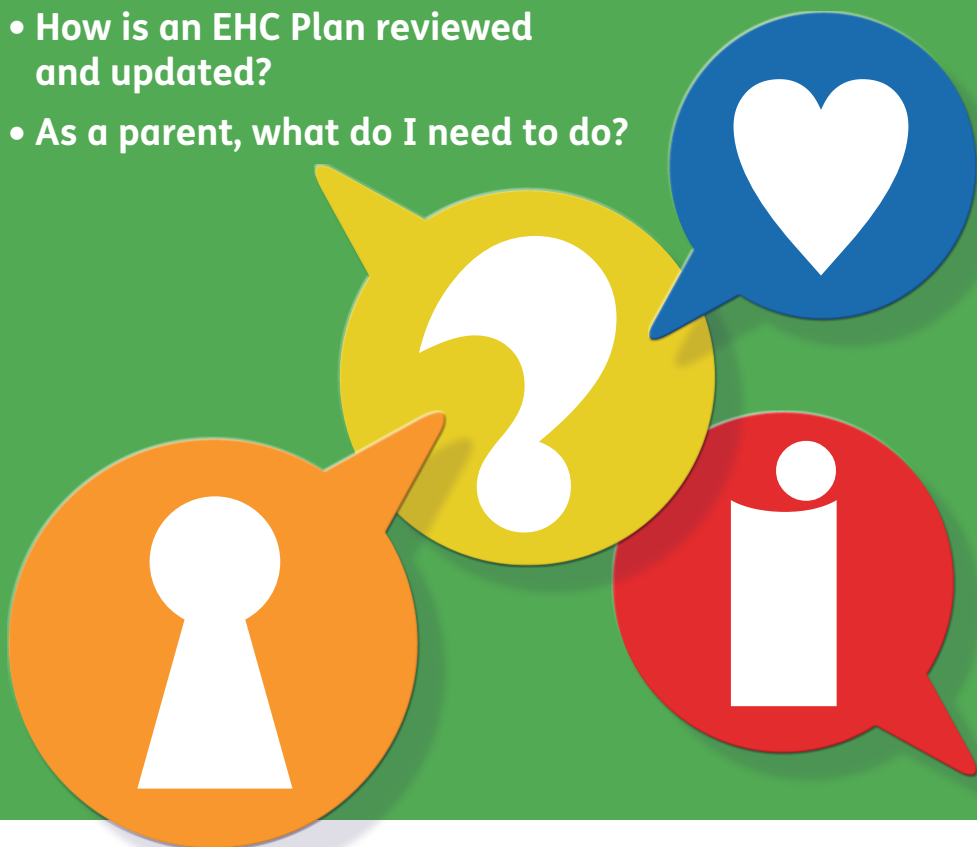 • How is an EHC Plan reviewed
and updated?
• As a parent, what do I need to do?
?
i